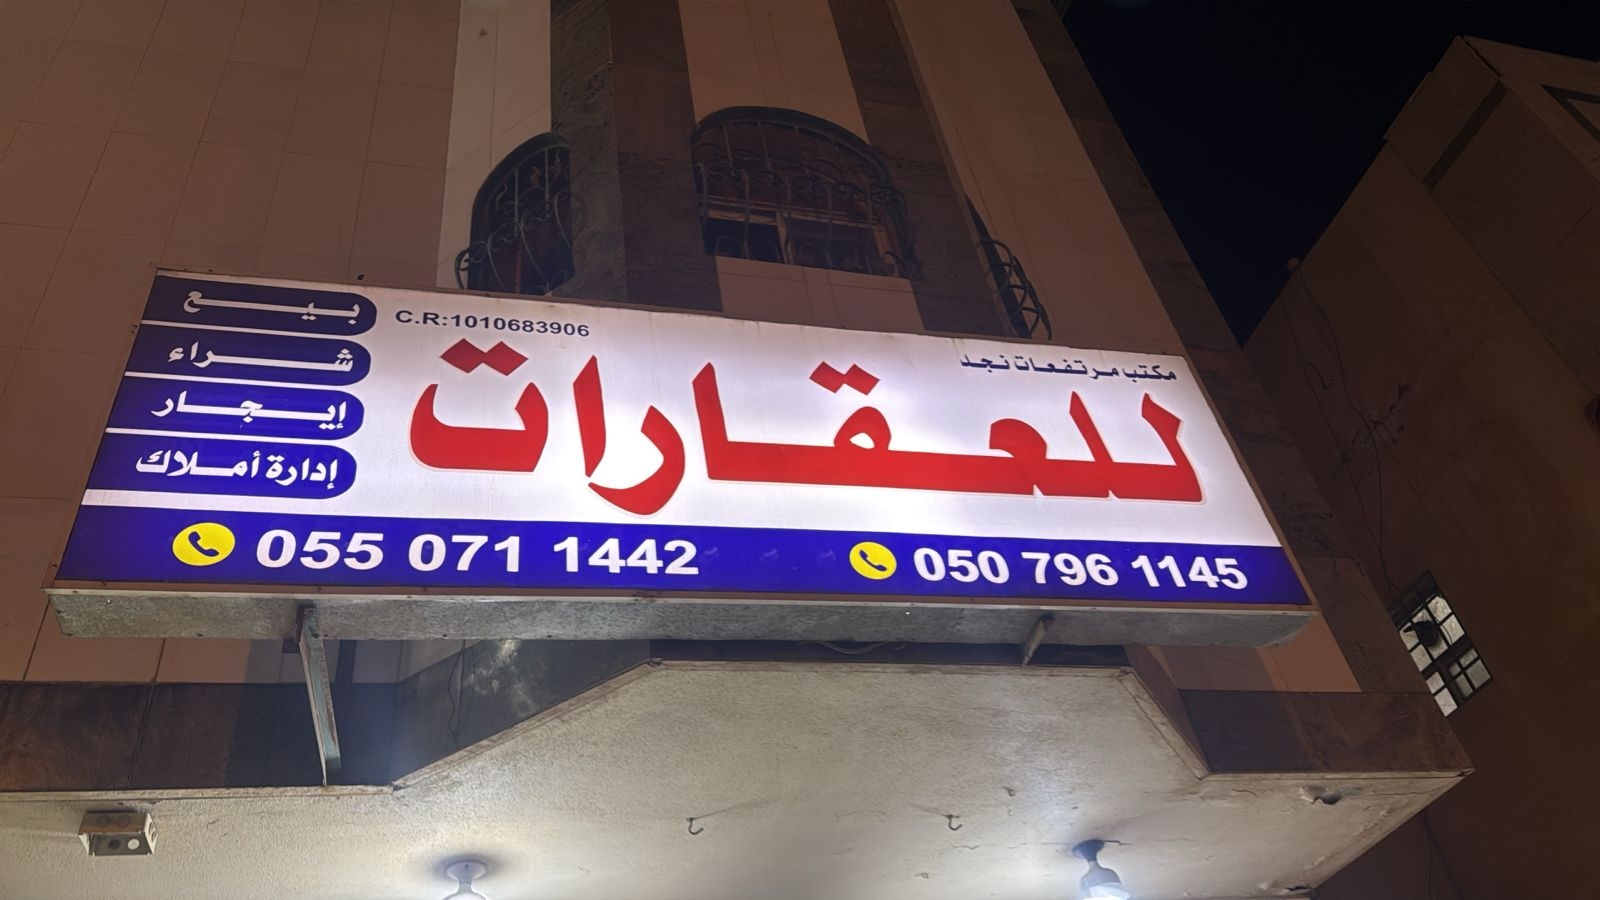 مكتب مرتفعات نجد
C.R:1010683906
للعقارات
بيع
شراء
إيجار
إدارة أملاك
055 071 1442
050 796 1145